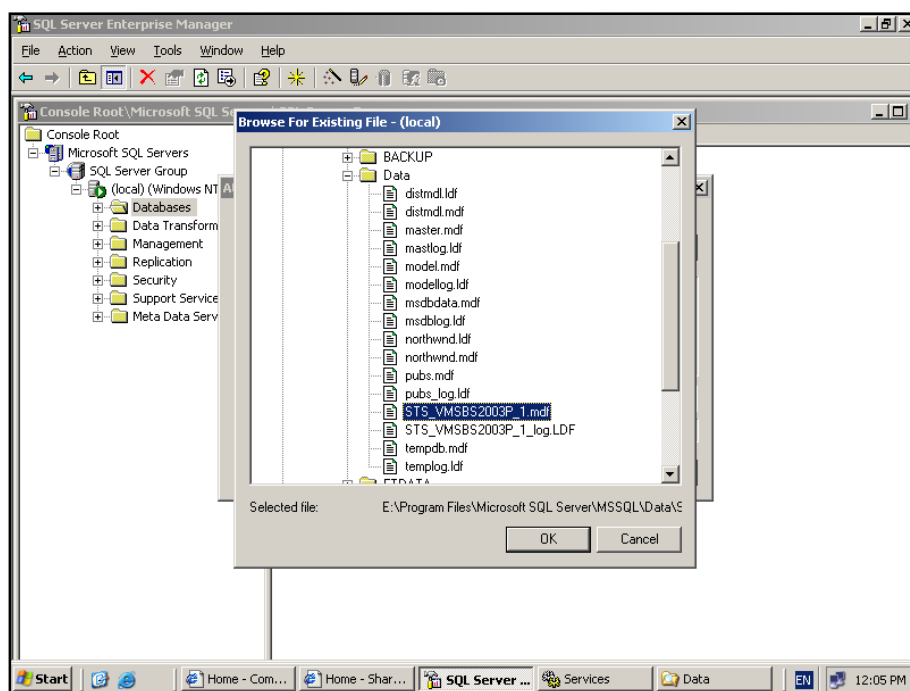 SQL Server Enterprise Manager
File Action View Tools Window Help
Console Root\Microsoft SQL
Browse For Existing File - (local)
Console Root
Microsoft SQL Servers
SQL Server Group
(local) (Windows NT
Databases
Data Transform
Management
Replication
Security
Support Service
Meta Data Serv
BACKUP
Data
distmdl.ldf
distmdl.mdf
master.mdf
mastlog.ldf
model.mdf
modellog.ldf
msdbdata.mdf
msdblog.ldf
northwnd.ldf
northwnd.mdf
pubs.mdf
pubs_log.ldf
STS_VMSBS2003P_1.mdf
STS_VMSBS2003P_1_log.LDF
tempdb.mdf
templog.ldf
Selected file: E:\Program Files\Microsoft SQL Server\MSSQL\Data\S
OK Cancel
Start Home - Com... Home - Shar... SQL Server ... Services Data EN 12:05 PM